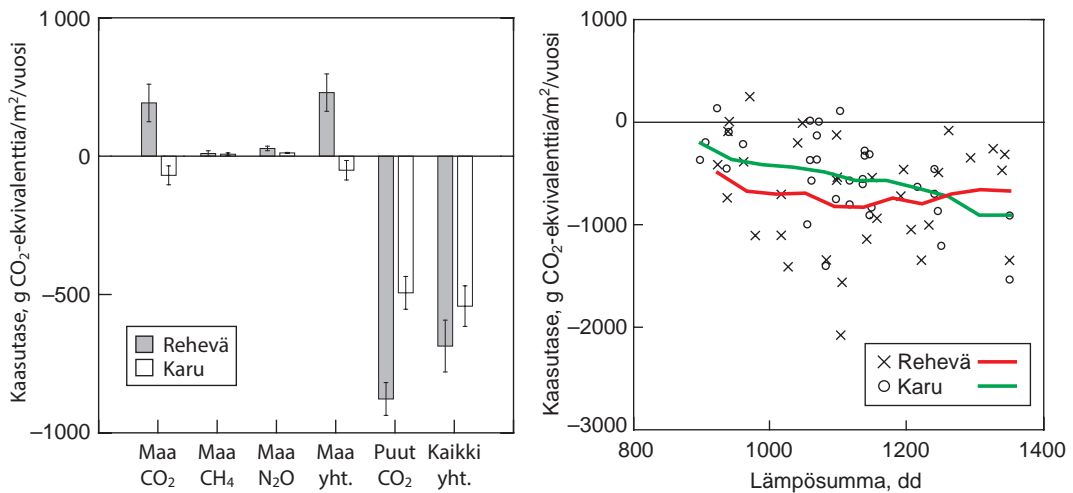 Kaasutase, g CO₂-ekvivalenttia/m²/vuosi
1 000
0
–500
–1000
Rehevä
Karu
Maa CO₂
Maa CH₄
Maa N₂O
Maa yht.
Puut CO₂
Kaikki yht.
Kaasutase, g CO₂-ekvivalenttia/m²/vuosi
1000
0
–1000
–2000
–3000
Rehevä
Karu
800 1000 1200 1400
Lämpösumma, dd